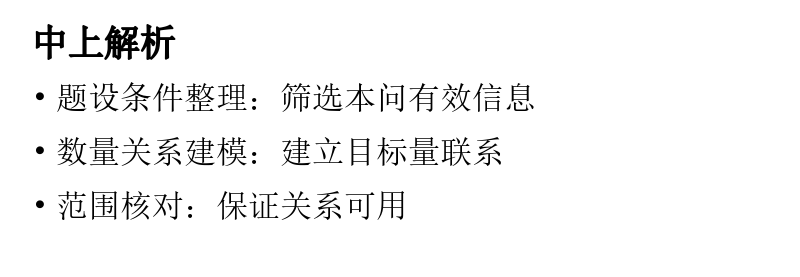 中上解析
• 题设条件整理：筛选本问有效信息
• 数量关系建模：建立目标量联系
• 范围核对：保证关系可用